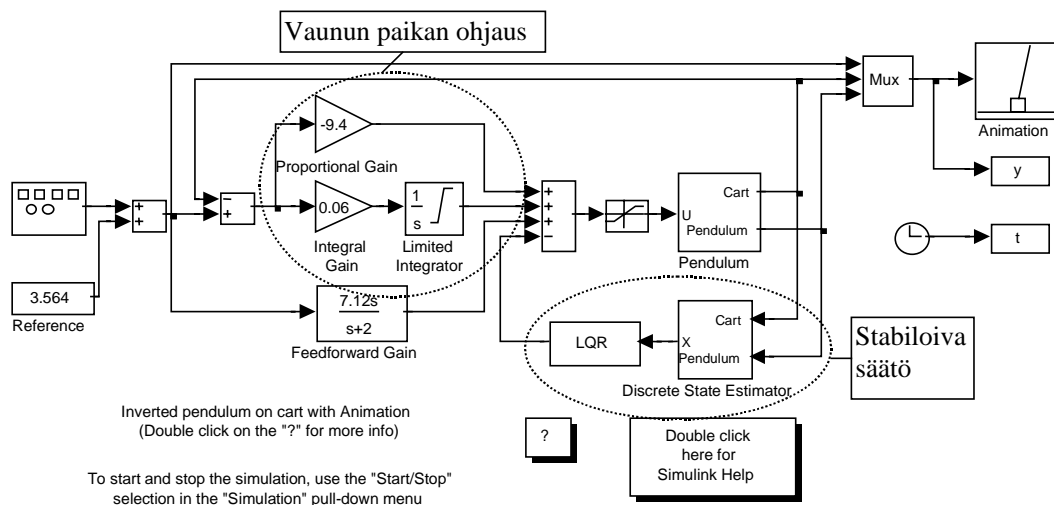 Vaunun paikan ohjaus
-9.4
Proportional Gain
Mux
Animation
y
t
+
+
−
+
0.06
Integral
Gain
1
s
Limited
Integrator
+
+
+
−
Cart
U
Pendulum
Pendulum
3.564
Reference
7.12s
s+2
Feedforward Gain
LQR
Cart
X
Pendulum
Discrete State Estimator
Stabiloiva
säätö
Inverted pendulum on cart with Animation
(Double click on the "?" for more info)
?
Double click
here for
Simulink Help
To start and stop the simulation, use the "Start/Stop"
selection in the "Simulation" pull-down menu